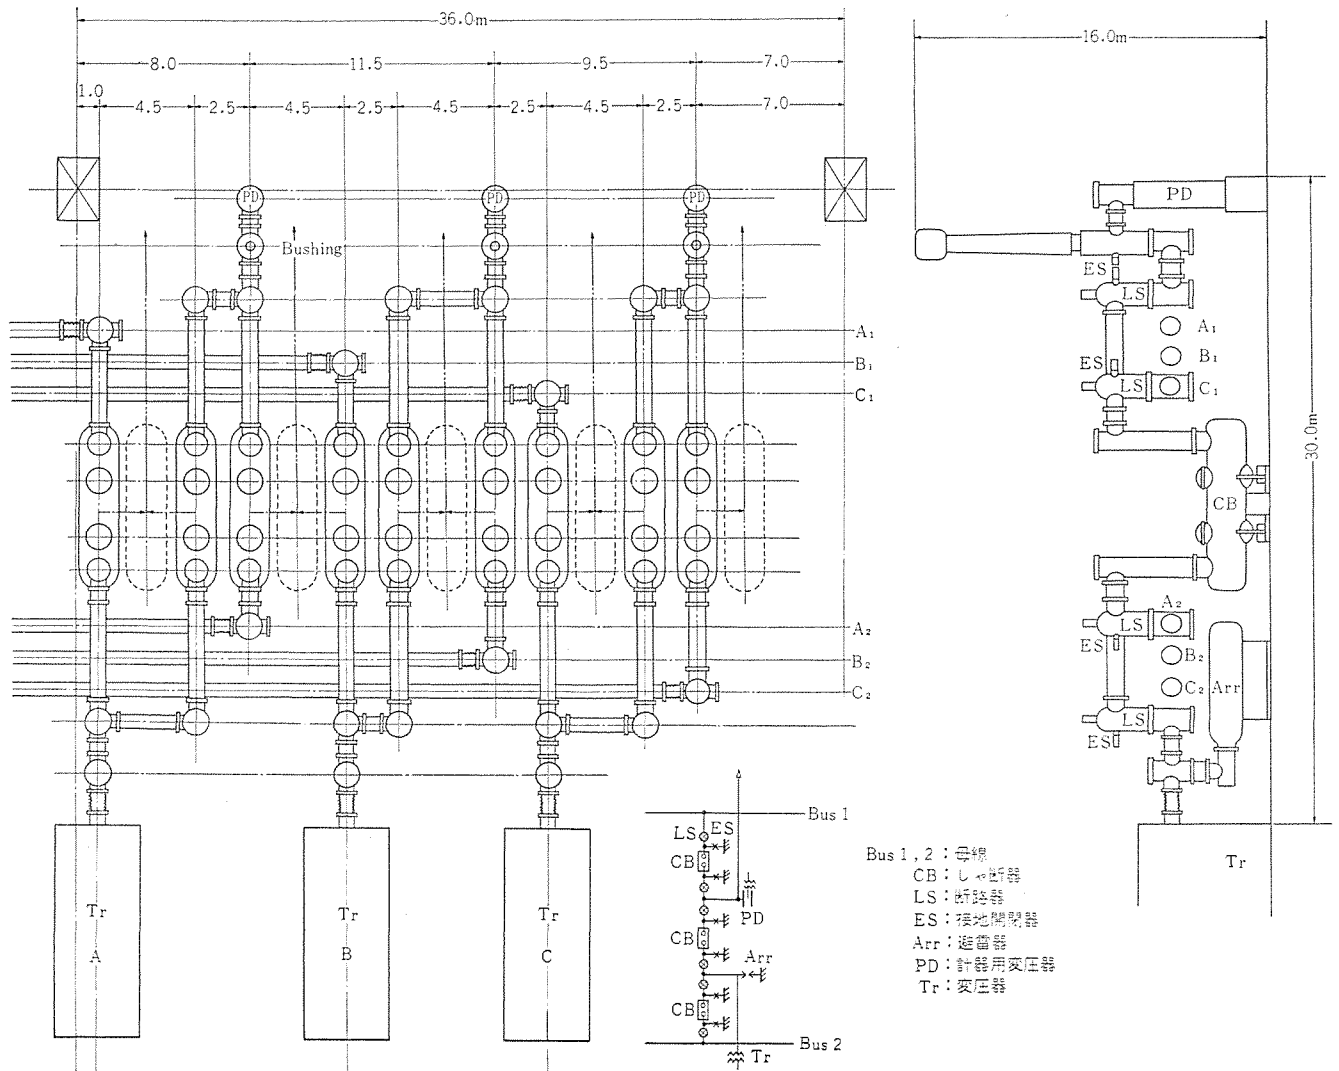 36.0m
8.0 11.5 9.5 7.0
1.0 4.5 2.5 4.5 2.5 4.5 2.5 4.5 2.5 7.0
PD PD PD
Bushing
A₁
B₁
C₁
A₂
B₂
C₂
Tr A
Tr B
Tr C
16.0m
30.0m
PD
ES
LS
A₁
B₁
ES
LS
C₁
CB
A₂
LS
ES
B₂
C₂
Arr
LS
ES
Tr
Bus 1
LS ES
CB
PD
CB
Arr
CB
Bus 2
Tr
Bus 1, 2：母線
CB：しゃ断器
LS：断路器
ES：接地開閉器
Arr：避雷器
PD：計器用変圧器
Tr：変圧器